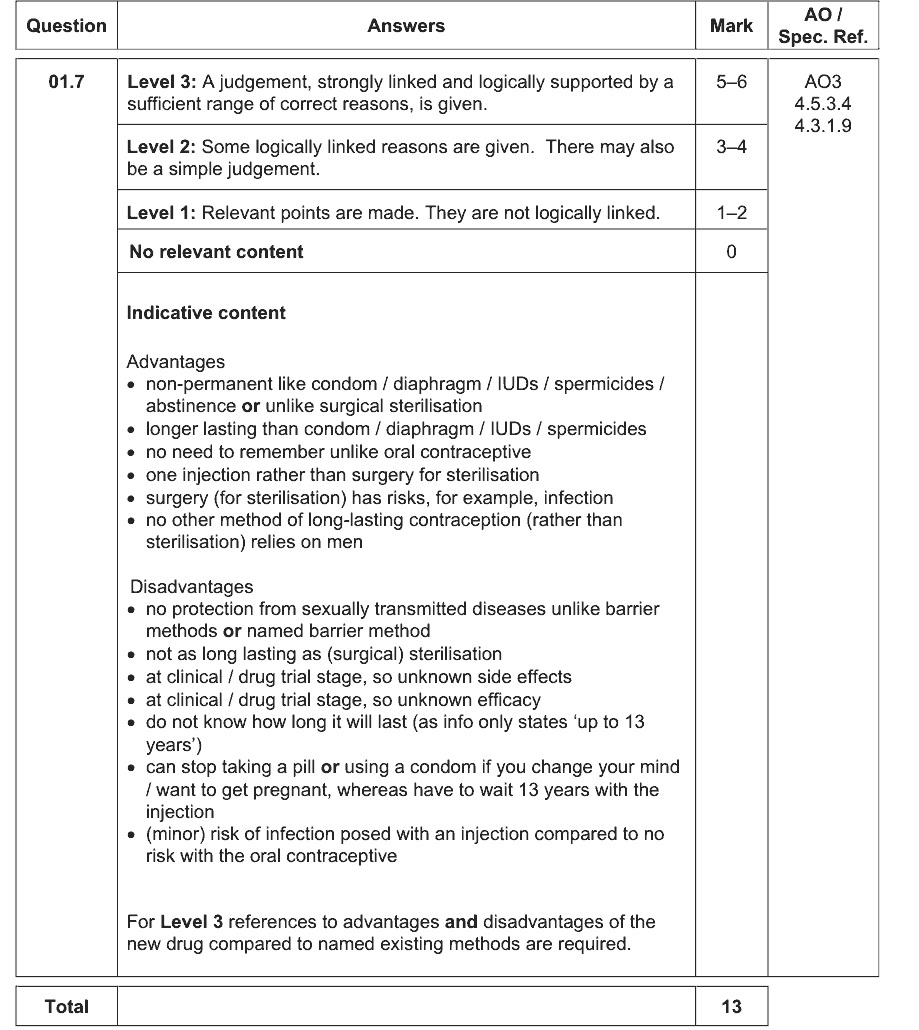 Question Answers Mark AO /
Spec. Ref.
01.7 Level 3: A judgement, strongly linked and logically supported by a 5–6 AO3
sufficient range of correct reasons, is given. 4.5.3.4
4.3.1.9
Level 2: Some logically linked reasons are given. There may also 3–4
be a simple judgement.
Level 1: Relevant points are made. They are not logically linked. 1–2
No relevant content 0
Indicative content
Advantages
• non-permanent like condom / diaphragm / IUDs / spermicides /
abstinence or unlike surgical sterilisation
• longer lasting than condom / diaphragm / IUDs / spermicides
• no need to remember unlike oral contraceptive
• one injection rather than surgery for sterilisation
• surgery (for sterilisation) has risks, for example, infection
• no other method of long-lasting contraception (rather than
sterilisation) relies on men
Disadvantages
• no protection from sexually transmitted diseases unlike barrier
methods or named barrier method
• not as long lasting as (surgical) sterilisation
• at clinical / drug trial stage, so unknown side effects
• at clinical / drug trial stage, so unknown efficacy
• do not know how long it will last (as info only states 'up to 13
years')
• can stop taking a pill or using a condom if you change your mind
/ want to get pregnant, whereas have to wait 13 years with the
injection
• (minor) risk of infection posed with an injection compared to no
risk with the oral contraceptive
For Level 3 references to advantages and disadvantages of the
new drug compared to named existing methods are required.
Total 13